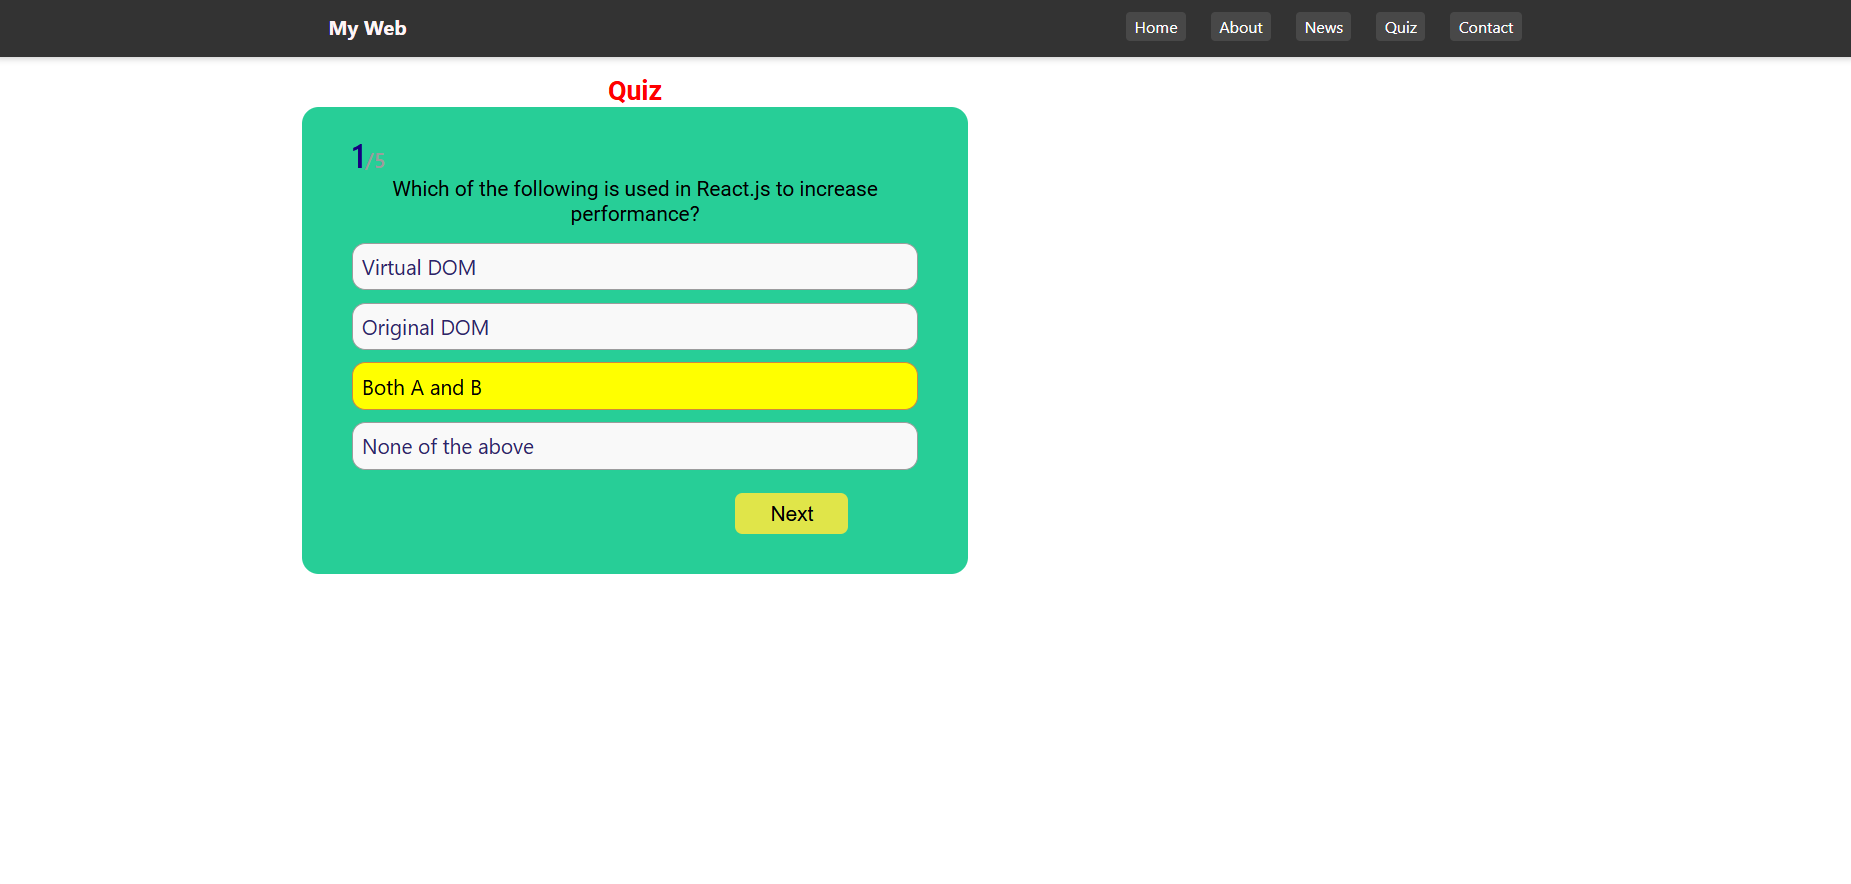 My Web
Home About News Quiz Contact
Quiz
1/5
Which of the following is used in React.js to increase
performance?
Virtual DOM
Original DOM
Both A and B
None of the above
Next